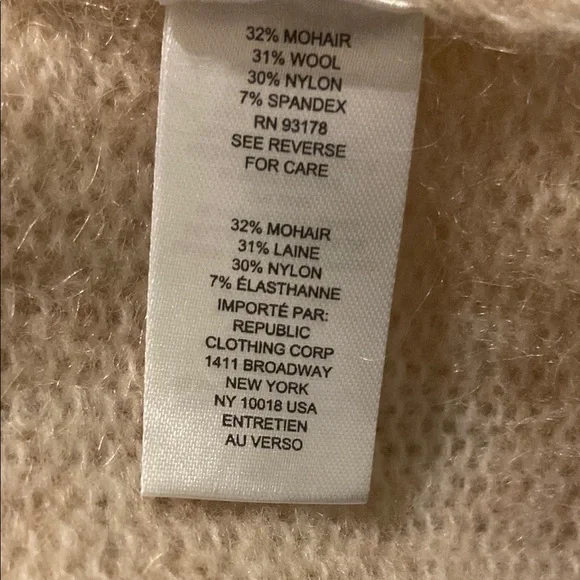 32% MOHAIR
31% WOOL
30% NYLON
7% SPANDEX
RN 93178
SEE REVERSE
FOR CARE
32% MOHAIR
31% LAINE
30% NYLON
7% ÉLASTHANNE
IMPORTÉ PAR:
REPUBLIC
CLOTHING CORP
1411 BROADWAY
NEW YORK
NY 10018 USA
ENTRETIEN
AU VERSO